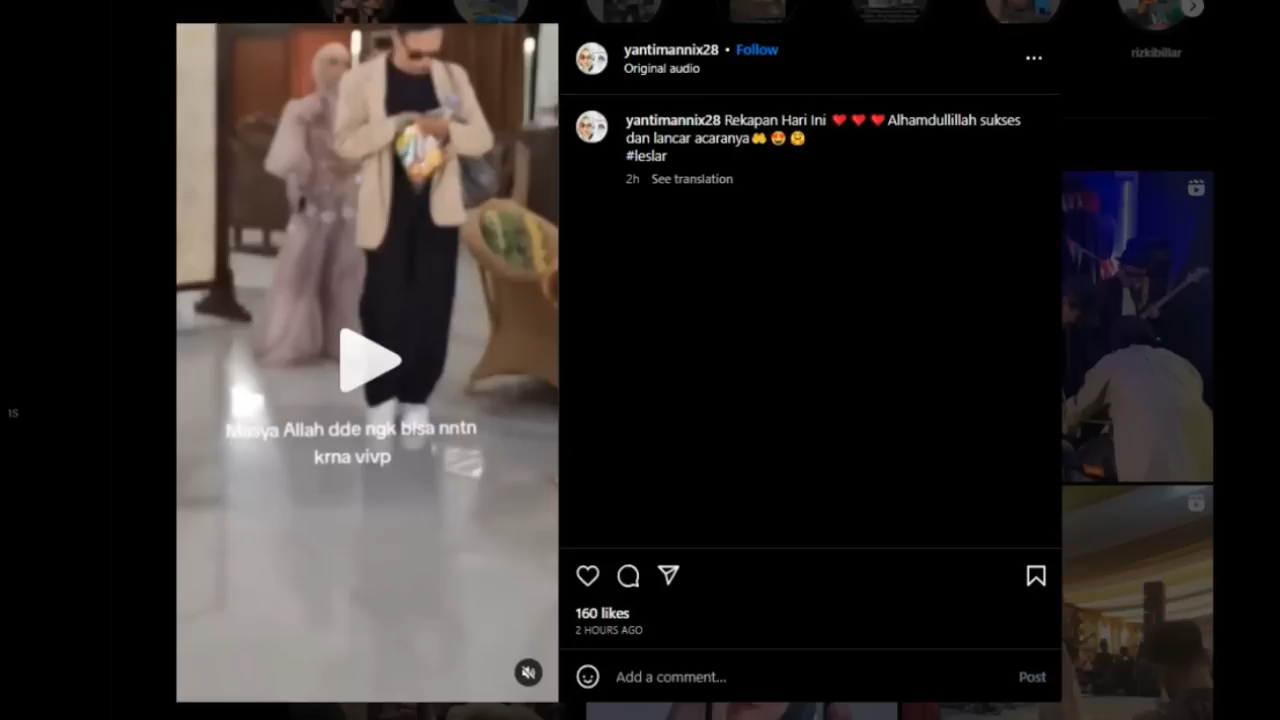 rizkibillar
yantimannix28 • Follow
Original audio
yantimannix28 Rekapan Hari Ini ❤️ ❤️ ❤️Alhamdullillah sukses
dan lancar acaranya🤲 😍 🤗
#leslar
2h See translation
Masya Allah dde ngk bisa nntn
krna vivp
160 likes
2 HOURS AGO
Add a comment... Post